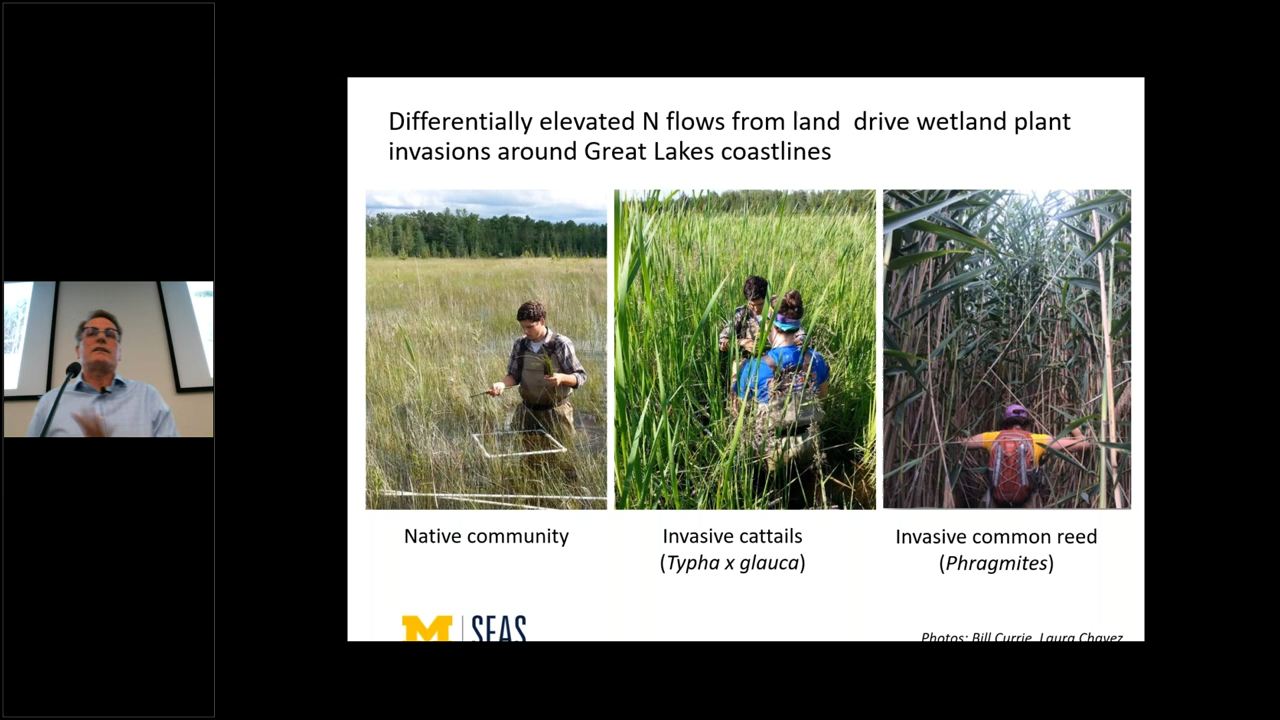 Differentially elevated N flows from land  drive wetland plant
invasions around Great Lakes coastlines
Native community
Invasive cattails
(Typha x glauca)
Invasive common reed
(Phragmites)
M | SEAS
Photos: Bill Currie, Laura Chavez